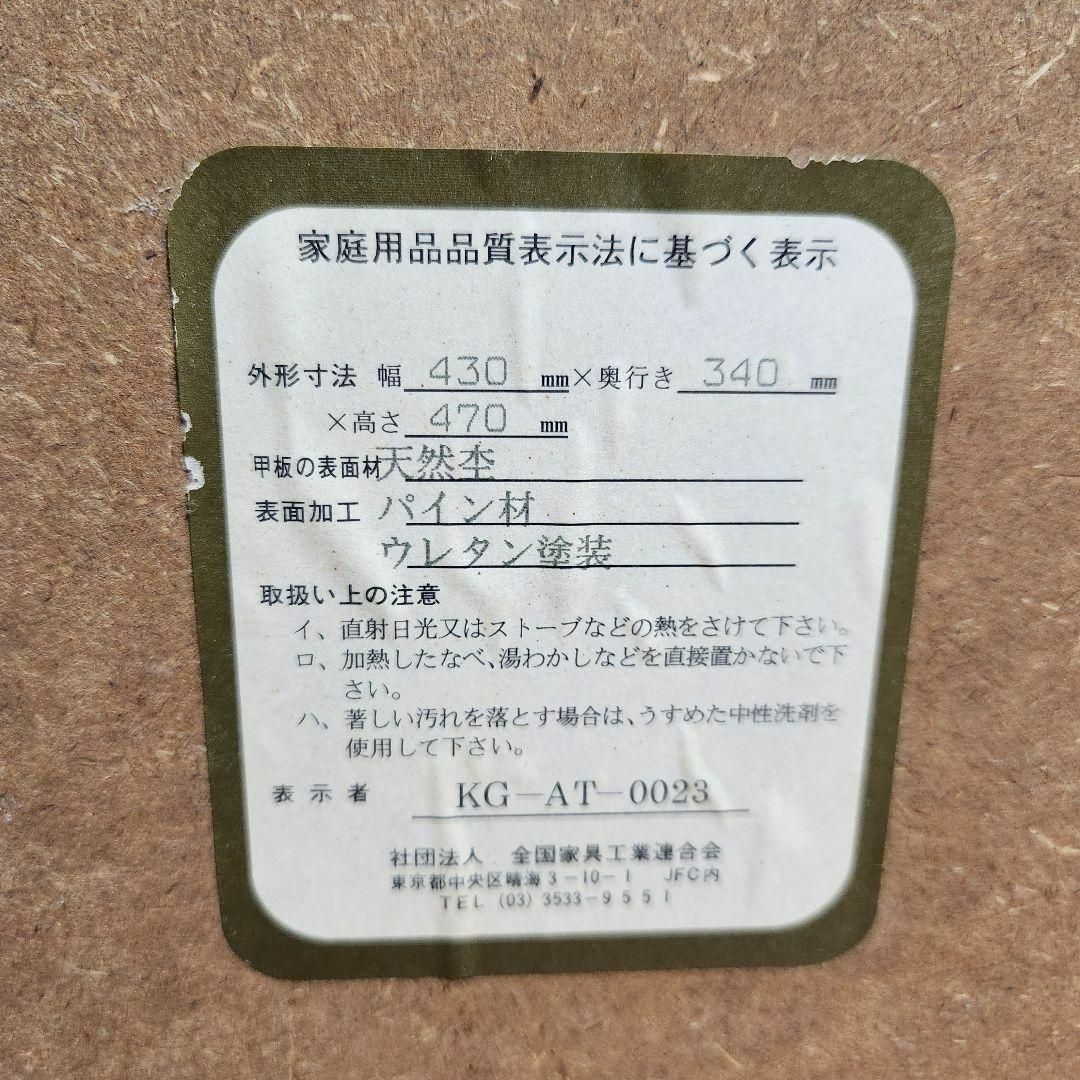 家庭用品品質表示法に基づく表示
外形寸法 幅 430 mm×奥行き 340 mm
×高さ 470 mm
甲板の表面材 天然杢
表面加工 パイン材
ウレタン塗装
取扱い上の注意
イ、直射日光又はストーブなどの熱をさけて下さい。
ロ、加熱したなべ、湯わかしなどを直接置かないで下
さい。
ハ、著しい汚れを落とす場合は、うすめた中性洗剤を
使用して下さい。
表示者 KG-AT-0023
社団法人 全国家具工業連合会
東京都中央区晴海3-10-1 JFC内
TEL (03) 3533-9551